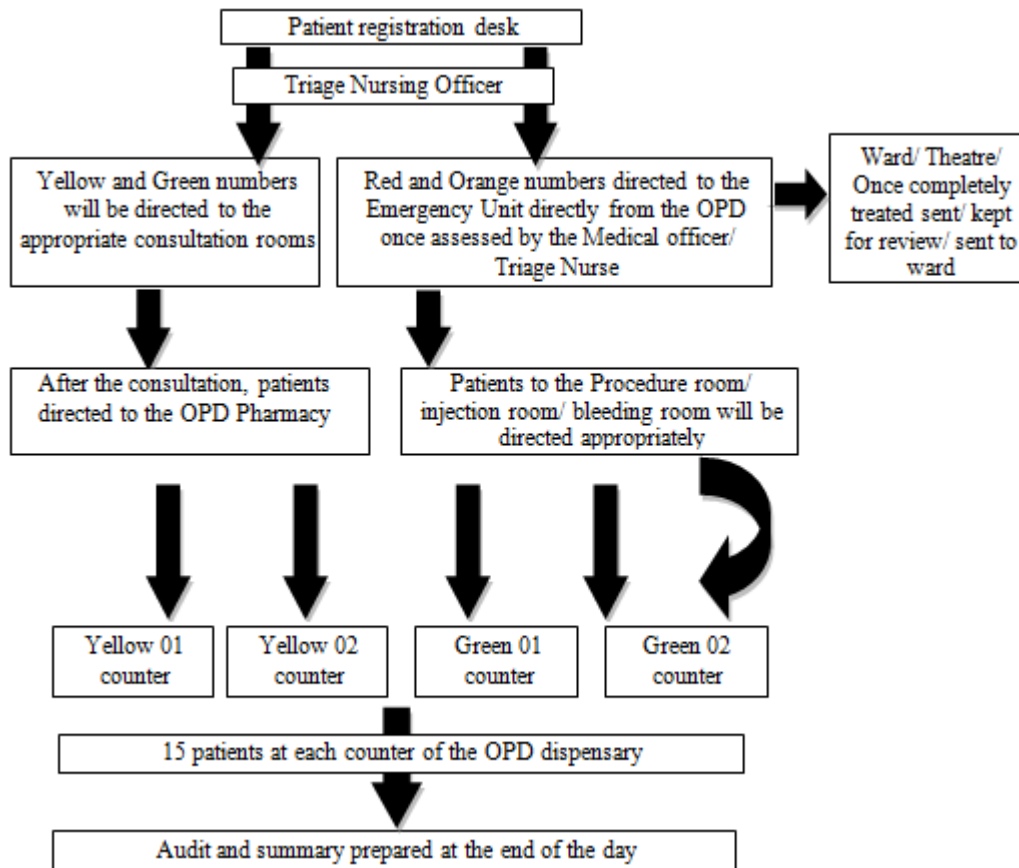 Patient registration desk
Triage Nursing Officer
Yellow and Green numbers
will be directed to the
appropriate consultation rooms
Red and Orange numbers directed to the
Emergency Unit directly from the OPD
once assessed by the Medical officer/
Triage Nurse
Ward/ Theatre/
Once completely
treated sent/ kept
for review/ sent to
ward
After the consultation, patients
directed to the OPD Pharmacy
Patients to the Procedure room/
injection room/ bleeding room will be
directed appropriately
Yellow 01
counter
Yellow 02
counter
Green 01
counter
Green 02
counter
15 patients at each counter of the OPD dispensary
Audit and summary prepared at the end of the day